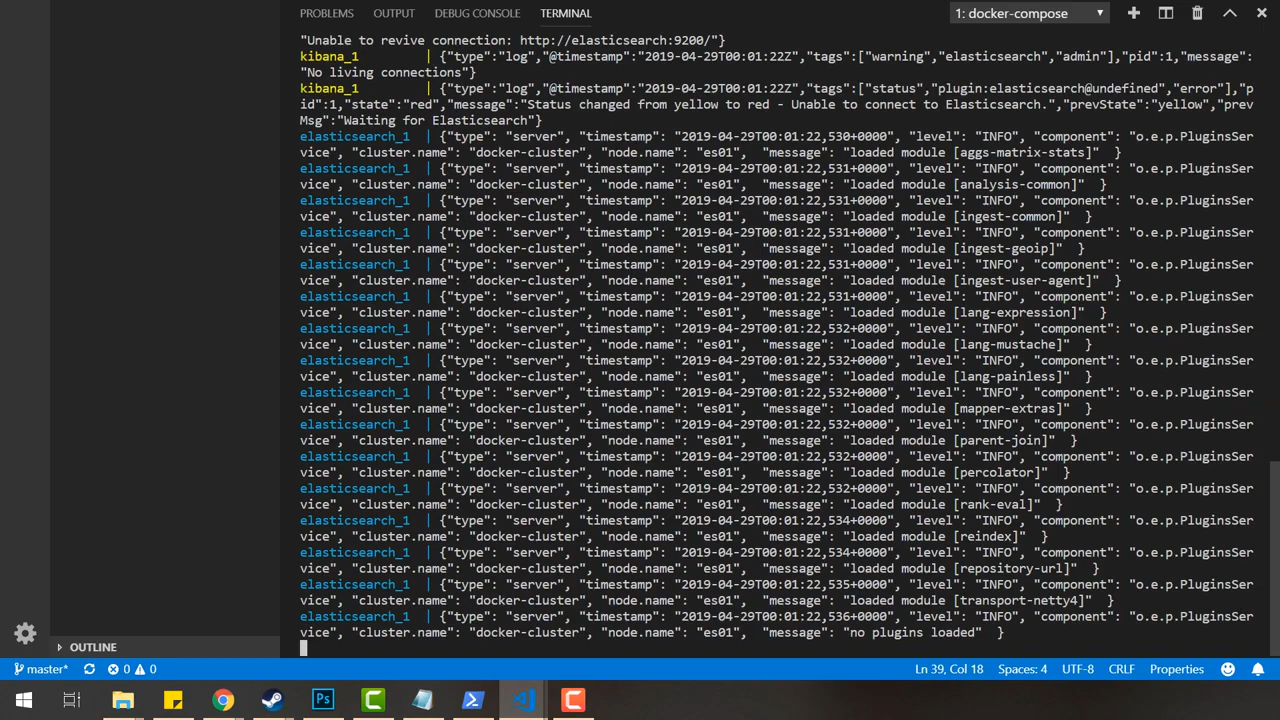 PROBLEMS OUTPUT DEBUG CONSOLE TERMINAL 1: docker-compose
"Unable to revive connection: http://elasticsearch:9200/"}
kibana_1 | {"type":"log","@timestamp":"2019-04-29T00:01:22Z","tags":["warning","elasticsearch","admin"],"pid":1,"message":
"No living connections"}
kibana_1 | {"type":"log","@timestamp":"2019-04-29T00:01:22Z","tags":["status","plugin:elasticsearch@undefined","error"],"p
id":1,"state":"red","message":"Status changed from yellow to red - Unable to connect to Elasticsearch.","prevState":"yellow","prev
Msg":"Waiting for Elasticsearch"}
elasticsearch_1 | {"type": "server", "timestamp": "2019-04-29T00:01:22,530+0000", "level": "INFO", "component": "o.e.p.PluginsSer
vice", "cluster.name": "docker-cluster", "node.name": "es01", "message": "loaded module [aggs-matrix-stats]" }
elasticsearch_1 | {"type": "server", "timestamp": "2019-04-29T00:01:22,531+0000", "level": "INFO", "component": "o.e.p.PluginsSer
vice", "cluster.name": "docker-cluster", "node.name": "es01", "message": "loaded module [analysis-common]" }
elasticsearch_1 | {"type": "server", "timestamp": "2019-04-29T00:01:22,531+0000", "level": "INFO", "component": "o.e.p.PluginsSer
vice", "cluster.name": "docker-cluster", "node.name": "es01", "message": "loaded module [ingest-common]" }
elasticsearch_1 | {"type": "server", "timestamp": "2019-04-29T00:01:22,531+0000", "level": "INFO", "component": "o.e.p.PluginsSer
vice", "cluster.name": "docker-cluster", "node.name": "es01", "message": "loaded module [ingest-geoip]" }
elasticsearch_1 | {"type": "server", "timestamp": "2019-04-29T00:01:22,531+0000", "level": "INFO", "component": "o.e.p.PluginsSer
vice", "cluster.name": "docker-cluster", "node.name": "es01", "message": "loaded module [ingest-user-agent]" }
elasticsearch_1 | {"type": "server", "timestamp": "2019-04-29T00:01:22,531+0000", "level": "INFO", "component": "o.e.p.PluginsSer
vice", "cluster.name": "docker-cluster", "node.name": "es01", "message": "loaded module [lang-expression]" }
elasticsearch_1 | {"type": "server", "timestamp": "2019-04-29T00:01:22,532+0000", "level": "INFO", "component": "o.e.p.PluginsSer
vice", "cluster.name": "docker-cluster", "node.name": "es01", "message": "loaded module [lang-mustache]" }
elasticsearch_1 | {"type": "server", "timestamp": "2019-04-29T00:01:22,532+0000", "level": "INFO", "component": "o.e.p.PluginsSer
vice", "cluster.name": "docker-cluster", "node.name": "es01", "message": "loaded module [lang-painless]" }
elasticsearch_1 | {"type": "server", "timestamp": "2019-04-29T00:01:22,532+0000", "level": "INFO", "component": "o.e.p.PluginsSer
vice", "cluster.name": "docker-cluster", "node.name": "es01", "message": "loaded module [mapper-extras]" }
elasticsearch_1 | {"type": "server", "timestamp": "2019-04-29T00:01:22,532+0000", "level": "INFO", "component": "o.e.p.PluginsSer
vice", "cluster.name": "docker-cluster", "node.name": "es01", "message": "loaded module [parent-join]" }
elasticsearch_1 | {"type": "server", "timestamp": "2019-04-29T00:01:22,532+0000", "level": "INFO", "component": "o.e.p.PluginsSer
vice", "cluster.name": "docker-cluster", "node.name": "es01", "message": "loaded module [percolator]" }
elasticsearch_1 | {"type": "server", "timestamp": "2019-04-29T00:01:22,532+0000", "level": "INFO", "component": "o.e.p.PluginsSer
vice", "cluster.name": "docker-cluster", "node.name": "es01", "message": "loaded module [rank-eval]" }
elasticsearch_1 | {"type": "server", "timestamp": "2019-04-29T00:01:22,534+0000", "level": "INFO", "component": "o.e.p.PluginsSer
vice", "cluster.name": "docker-cluster", "node.name": "es01", "message": "loaded module [reindex]" }
elasticsearch_1 | {"type": "server", "timestamp": "2019-04-29T00:01:22,534+0000", "level": "INFO", "component": "o.e.p.PluginsSer
vice", "cluster.name": "docker-cluster", "node.name": "es01", "message": "loaded module [repository-url]" }
elasticsearch_1 | {"type": "server", "timestamp": "2019-04-29T00:01:22,535+0000", "level": "INFO", "component": "o.e.p.PluginsSer
vice", "cluster.name": "docker-cluster", "node.name": "es01", "message": "loaded module [transport-netty4]" }
elasticsearch_1 | {"type": "server", "timestamp": "2019-04-29T00:01:22,536+0000", "level": "INFO", "component": "o.e.p.PluginsSer
vice", "cluster.name": "docker-cluster", "node.name": "es01", "message": "no plugins loaded" }
OUTLINE
master* 0 0 Ln 39, Col 18 Spaces: 4 UTF-8 CRLF Properties
Ps C